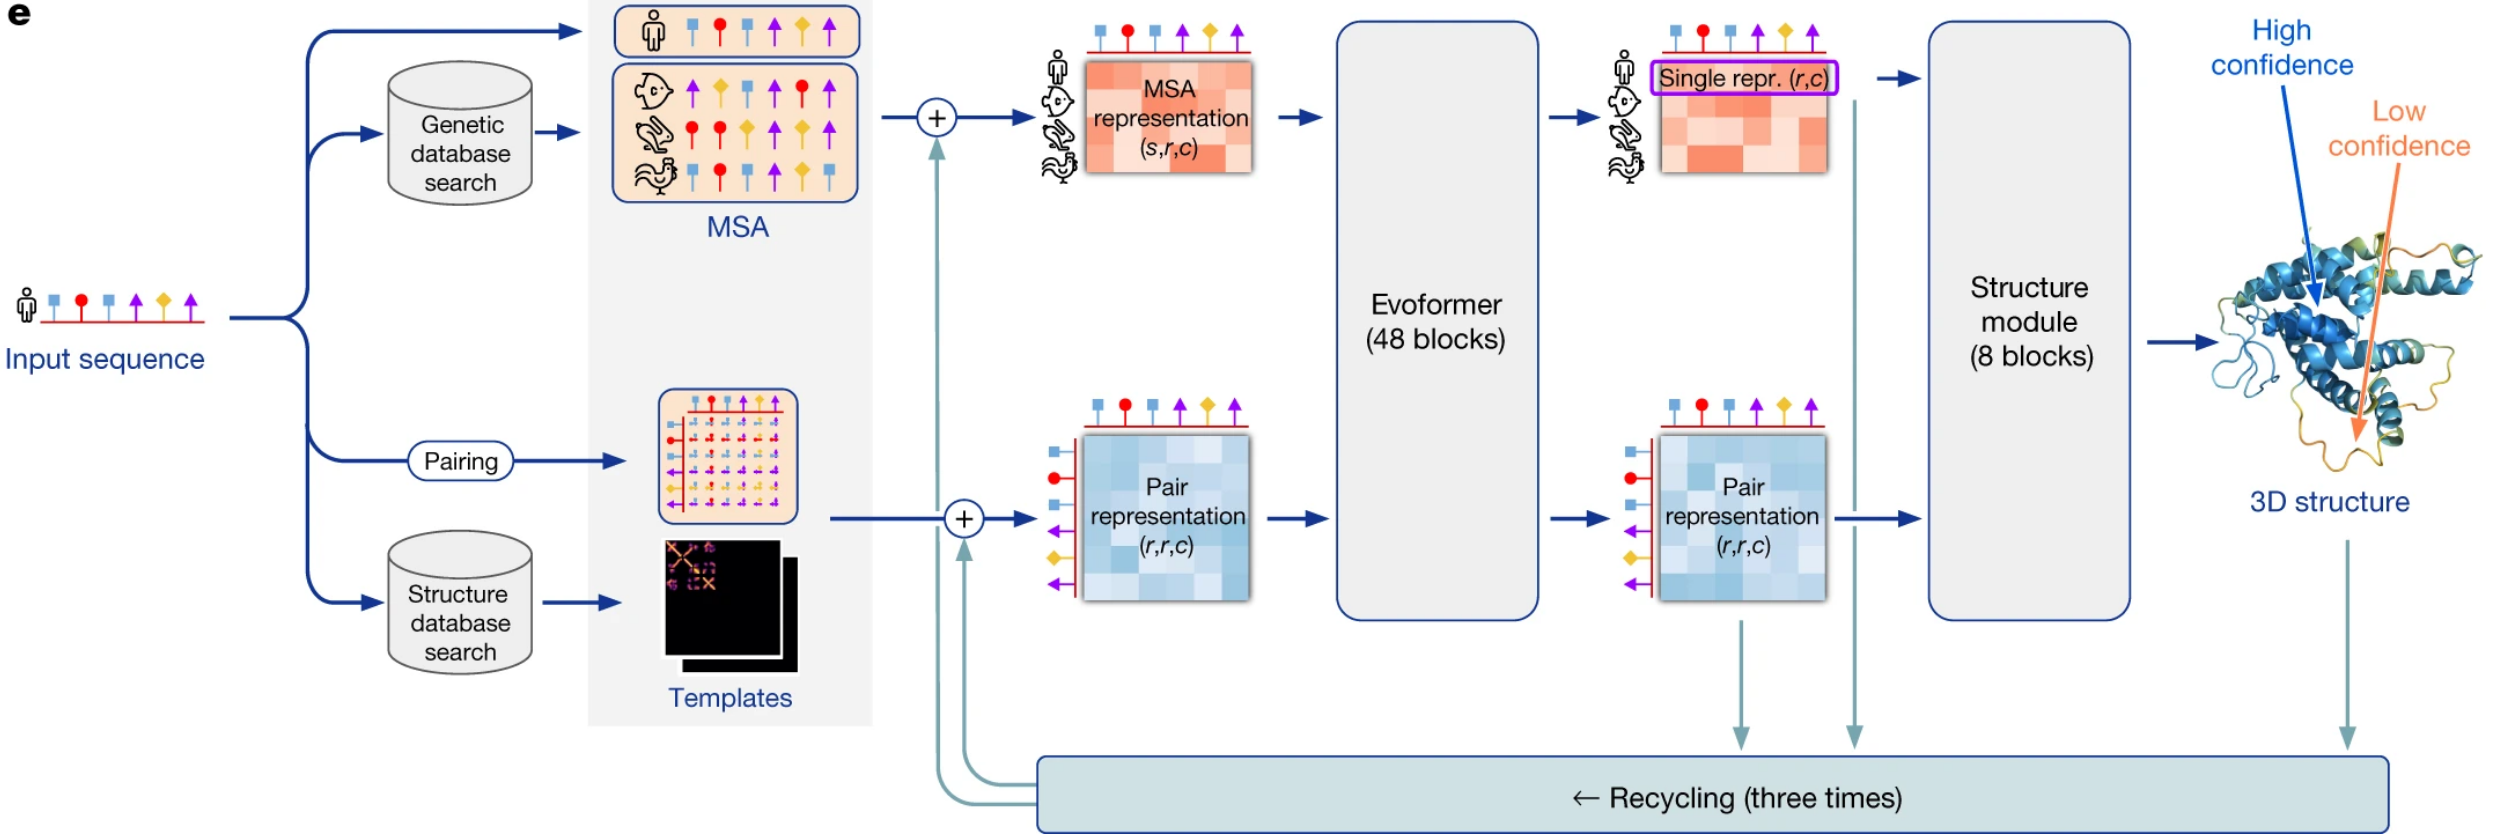 e
Input sequence
Genetic
database
search
Pairing
Structure
database
search
MSA
Templates
+
+
MSA
representation
(s,r,c)
Pair
representation
(r,r,c)
Evoformer
(48 blocks)
Single repr. (r,c)
Pair
representation
(r,r,c)
Structure
module
(8 blocks)
High
confidence
Low
confidence
3D structure
← Recycling (three times)